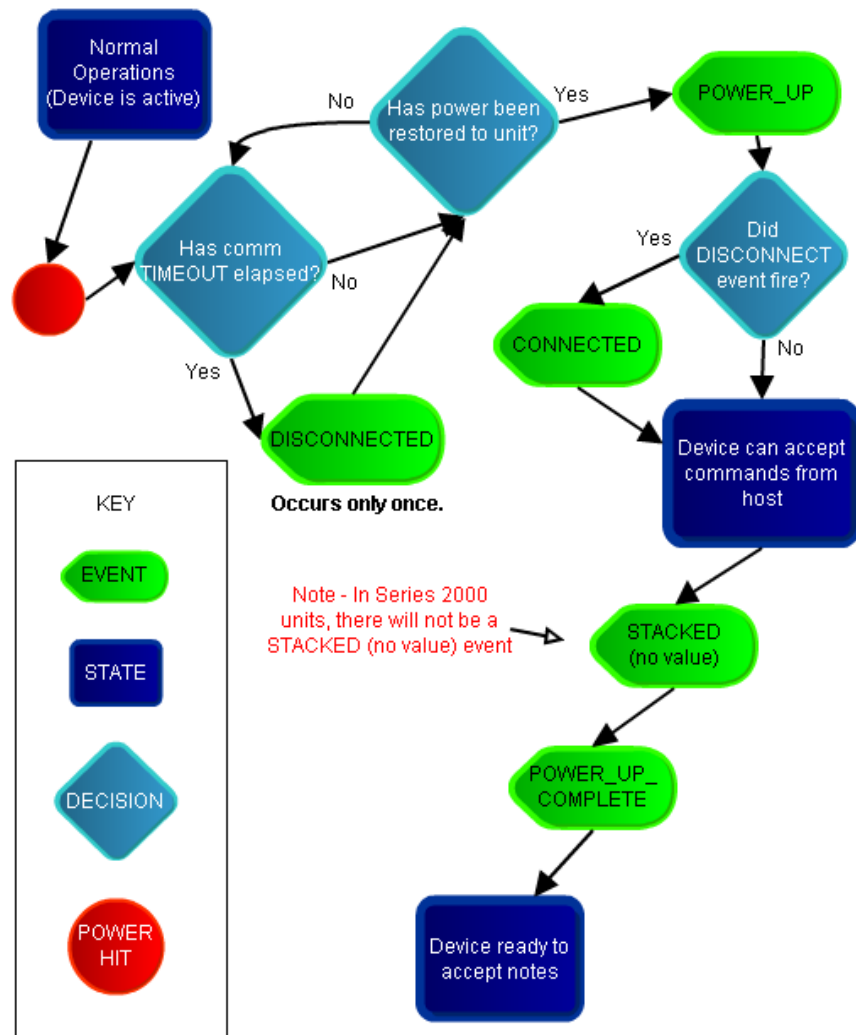 Normal
Operations
(Device is active)
No
Has power been
restored to unit?
Yes
POWER_UP
Has comm
TIMEOUT elapsed?
No
Yes
Did
DISCONNECT
event fire?
Yes
No
CONNECTED
DISCONNECTED
Occurs only once.
Device can accept
commands from
host
KEY
EVENT
STATE
DECISION
POWER
HIT
Note - In Series 2000
units, there will not be a
STACKED (no value) event
STACKED
(no value)
POWER_UP_
COMPLETE
Device ready to
accept notes